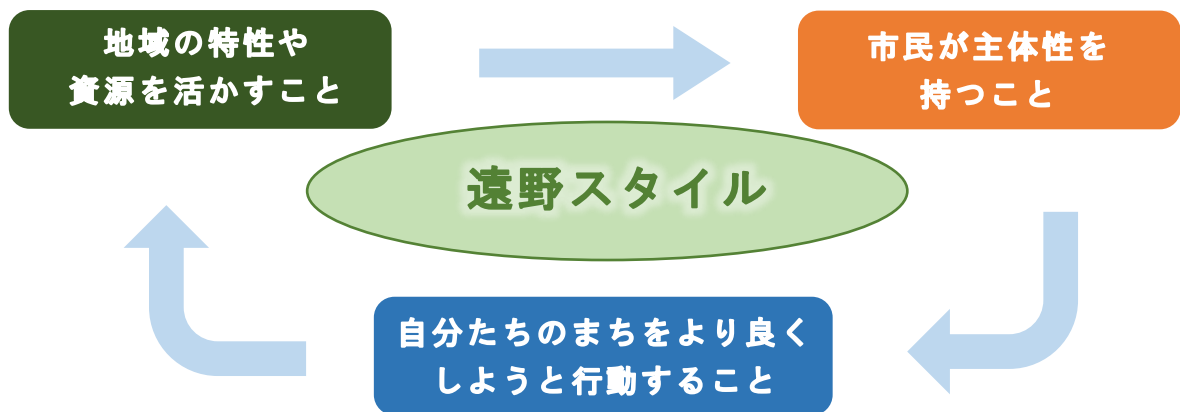 地域の特性や
資源を活かすこと
市民が主体性を
持つこと
遠野スタイル
自分たちのまちをより良く
しようと行動すること